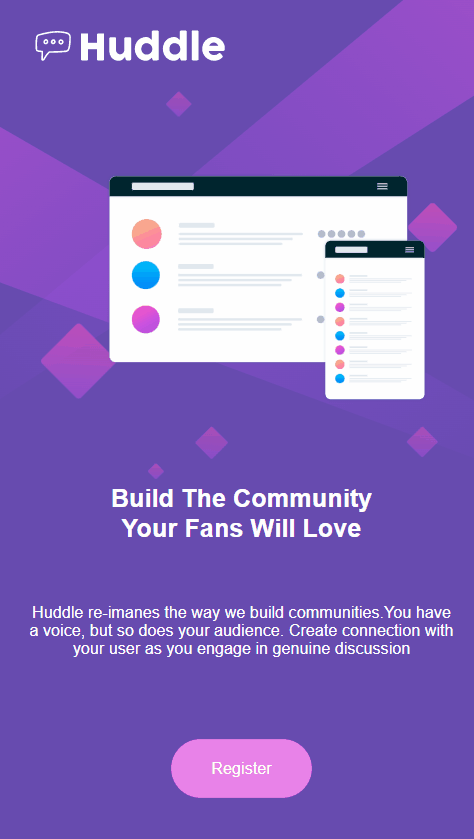 Huddle
Build The Community
Your Fans Will Love
Huddle re-imanes the way we build communities.You have
a voice, but so does your audience. Create connection with
your user as you engage in genuine discussion
Register